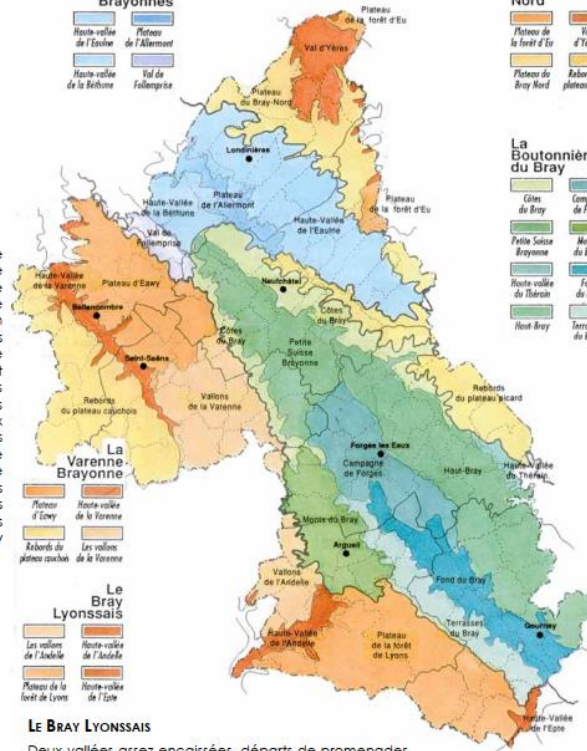 Brayonnes
Haute-vallée de l'Eaulne
Plateau de l'Aliermont
Haute-vallée de la Béthune
Val de Follemprise
Nord
Plateau de la forêt d'Eu
Plateau du Bray Nord
La Boutonnière du Bray
Côtes du Bray
Petite Suisse Brayonne
Haute-vallée du Thérain
Haut-Bray
Plateau
de la forêt d'Eu
Val d'Yères
Plateau
du Bray-Nord
Londinières
Plateau
de l'Aliermont
Haute-Vallée
de la Béthune
Haute-Vallée
de l'Eaulne
Plateau
de la forêt d'Eu
Val de
Follemprise
Haute-Vallée
de la Varenne
Plateau d'Eawy
Neufchâtel
Bellencombre
Côtes
du Bray
Côtes
du Bray
Petite
Suisse
Brayonne
Saint-Saëns
Rebords
du plateau cauchois
Vallons
de la Varenne
Rebords
du plateau picard
Forges les Eaux
Campagne
de Forges
Haut-Bray
Haute-Vallée
du Thérain
Monts du Bray
Argueil
Fond du Bray
Vallons
de l'Andelle
Terrasses
du Bray
Gournay
Haute-Vallée
de l'Andelle
Plateau
de la forêt
de Lyons
Haute-Vallée
de l'Epte
La
Varenne
Brayonne
Plateau d'Eawy
Haute-vallée de la Varenne
Rebords du plateau cauchois
Les vallons de la Varenne
Le
Bray
Lyonssais
Les vallons de l'Andelle
Haute-vallée de l'Andelle
Plateau de la forêt de Lyons
Haute-vallée de l'Epte
LE BRAY LYONSSAIS
Deux vallées assez encaissées, départs de promenades